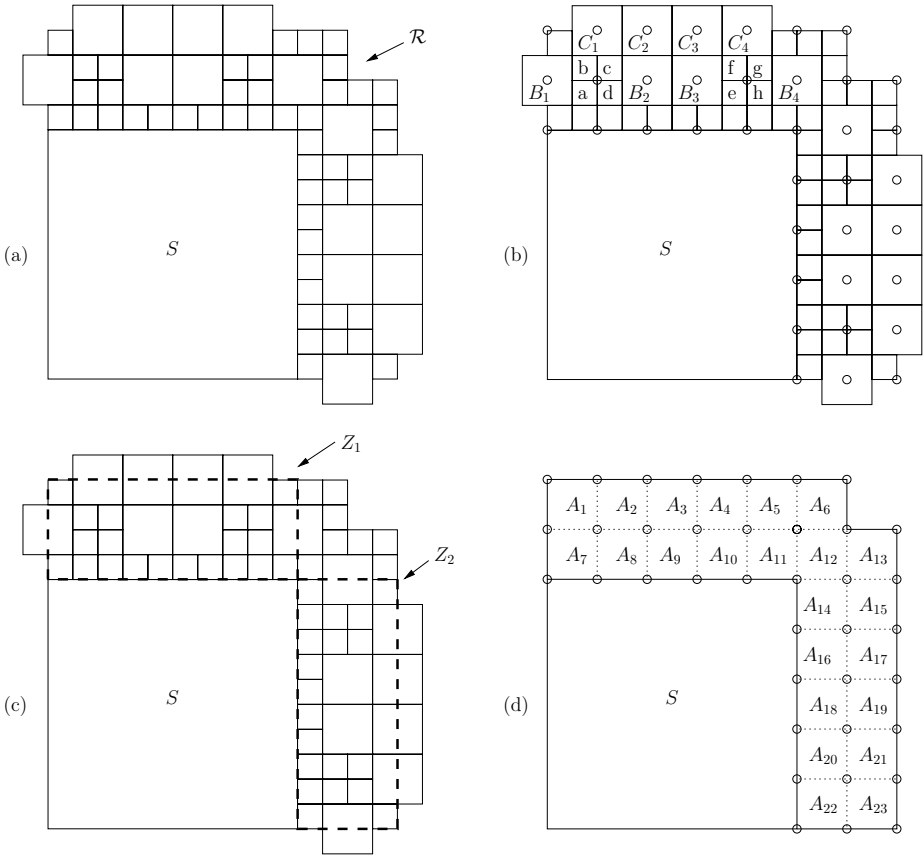 R
S
(a)
C₁ C₂ C₃ C₄
b c f g
B₁ a d B₂ B₃ e h B₄
S
(b)
Z₁
Z₂
S
(c)
A₁ A₂ A₃ A₄ A₅ A₆
A₇ A₈ A₉ A₁₀ A₁₁ A₁₂ A₁₃
A₁₄ A₁₅
A₁₆ A₁₇
S
(d)
A₁₈ A₁₉
A₂₀ A₂₁
A₂₂ A₂₃